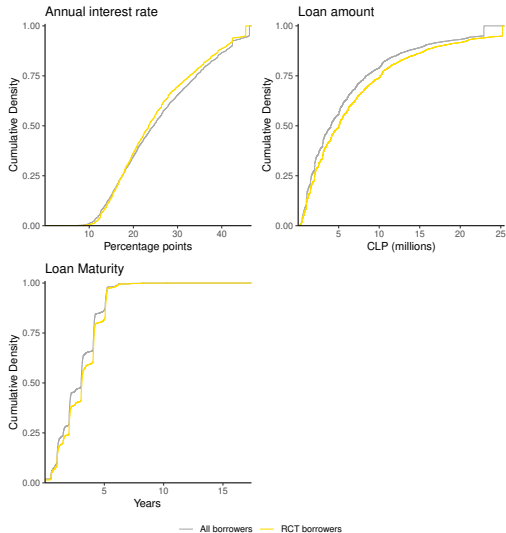 Annual interest rate
Cumulative Density
1.00
0.75
0.50
0.25
0.00
10 20 30 40
Percentage points
Loan amount
Cumulative Density
1.00
0.75
0.50
0.25
0.00
5 10 15 20 25
CLP (millions)
Loan Maturity
Cumulative Density
1.00
0.75
0.50
0.25
0.00
5 10 15
Years
All borrowers RCT borrowers